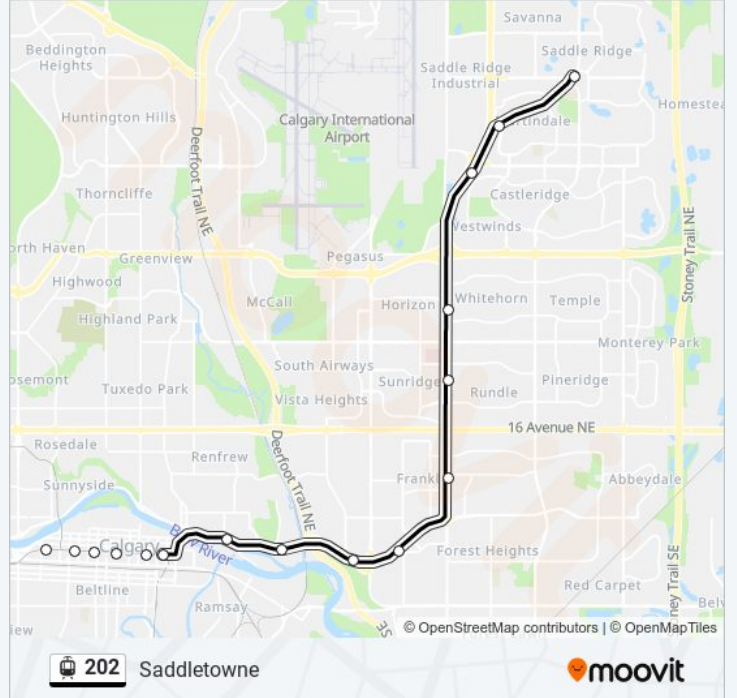 Savanna
Beddington
Heights
Saddle Ridge
Saddle Ridge
Industrial
Huntington Hills
Calgary International
Airport
Homestea
rtindale
Deerfoot Trail NE
Thorncliffe
Castleridge
Westwinds
orth Haven
Greenview
Pegasus
Stoney Trail NE
Highwood
McCall
Horizon
Whitehorn
Temple
Highland Park
Monterey Park
South Airways
osemont
Tuxedo Park
Sunridge
Rundle
Pineridge
Vista Heights
16 Avenue NE
Rosedale
Renfrew
Deerfoot Trail NE
Sunnyside
Frankl
Abbeydale
Calgary
Bow River
Forest Heights
Beltline
Red Carpet
Ramsay
Belv
ney Trail SE
iew
SE
© OpenStreetMap contributors | © OpenMapTiles
202 Saddletowne
moovit